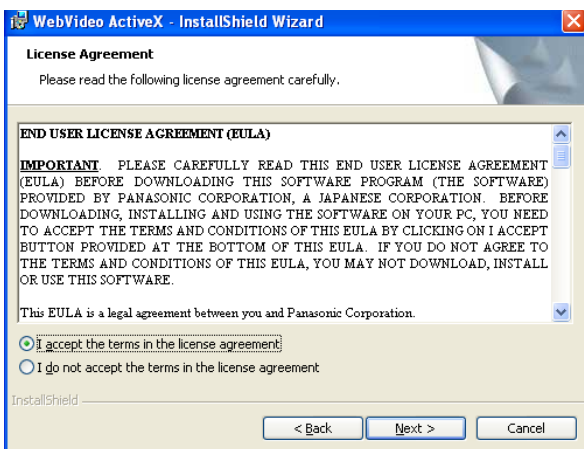 WebVideo ActiveX - InstallShield Wizard
License Agreement
Please read the following license agreement carefully.
END USER LICENSE AGREEMENT (EULA)
IMPORTANT. PLEASE CAREFULLY READ THIS END USER LICENSE AGREEMENT
(EULA) BEFORE DOWNLOADING THIS SOFTWARE PROGRAM (THE SOFTWARE)
PROVIDED BY PANASONIC CORPORATION, A JAPANESE CORPORATION. BEFORE
DOWNLOADING, INSTALLING AND USING THE SOFTWARE ON YOUR PC, YOU NEED
TO ACCEPT THE TERMS AND CONDITIONS OF THIS EULA BY CLICKING ON I ACCEPT
BUTTON PROVIDED AT THE BOTTOM OF THIS EULA. IF YOU DO NOT AGREE TO
THE TERMS AND CONDITIONS OF THIS EULA, YOU MAY NOT DOWNLOAD, INSTALL
OR USE THIS SOFTWARE.
This EULA is a legal agreement between you and Panasonic Corporation.
I accept the terms in the license agreement
I do not accept the terms in the license agreement
InstallShield
< Back Next > Cancel